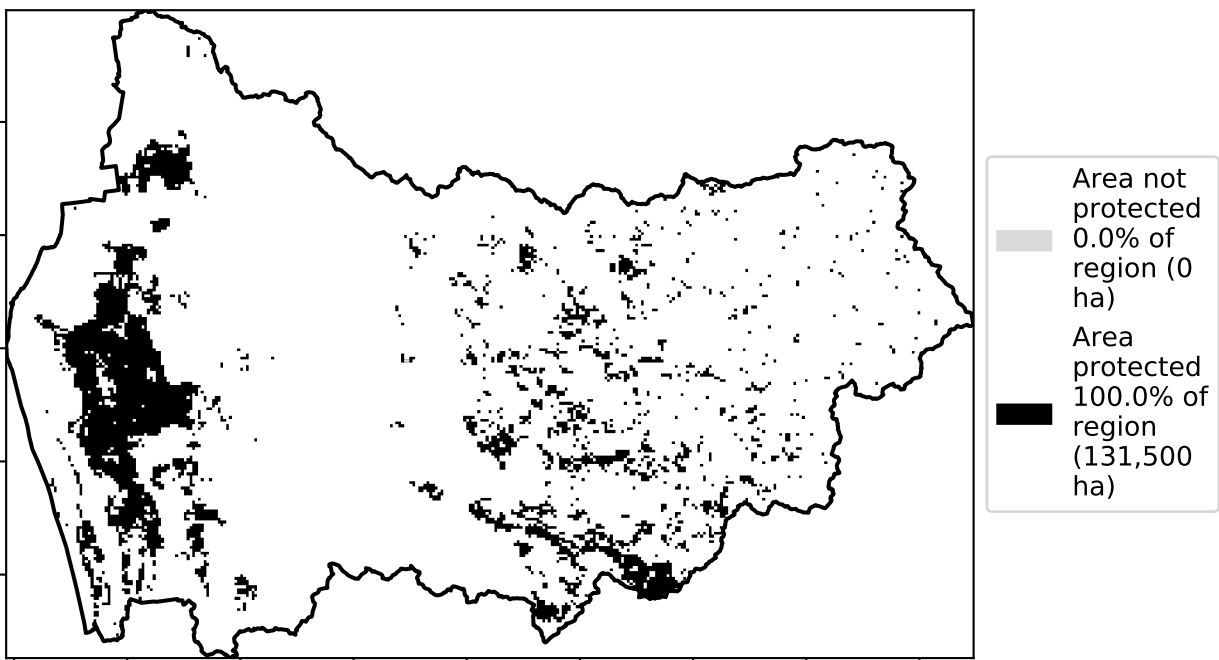 Area not
protected
0.0% of
region (0
ha)
Area
protected
100.0% of
region
(131,500
ha)